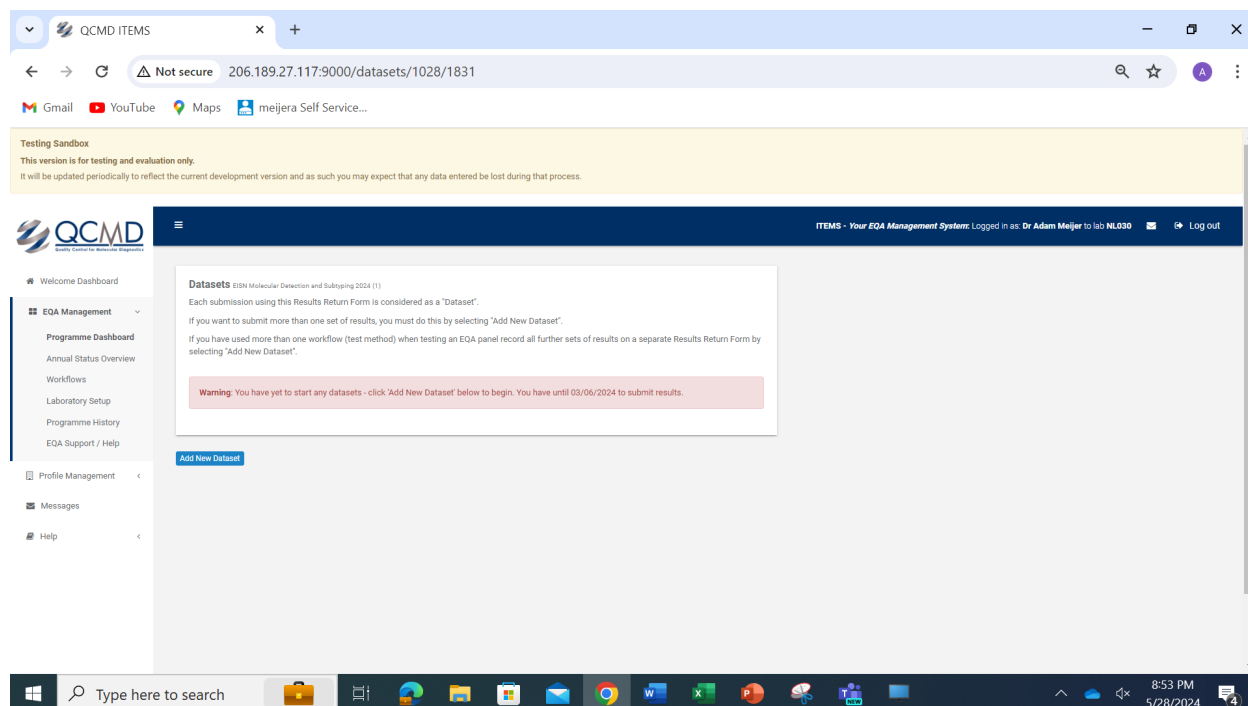 QCMD ITEMS
Not secure 206.189.27.117:9000/datasets/1028/1831
A
Gmail YouTube Maps meijera Self Service...
Testing Sandbox
This version is for testing and evaluation only.
It will be updated periodically to reflect the current development version and as such you may expect that any data entered be lost during that process.
QCMD
Quality Control for Molecular Diagnostics
ITEMS - Your EQA Management System: Logged in as: Dr Adam Meijer to lab NL030 Log out
Welcome Dashboard
EQA Management
Programme Dashboard
Annual Status Overview
Workflows
Laboratory Setup
Programme History
EQA Support / Help
Profile Management
Messages
Help
Datasets EISN Molecular Detection and Subtyping 2024 (1)
Each submission using this Results Return Form is considered as a "Dataset".
If you want to submit more than one set of results, you must do this by selecting "Add New Dataset".
If you have used more than one workflow (test method) when testing an EQA panel record all further sets of results on a separate Results Return Form by
selecting "Add New Dataset".
Warning: You have yet to start any datasets - click 'Add New Dataset' below to begin. You have until 03/06/2024 to submit results.
Add New Dataset
Type here to search
NEW
8:53 PM
5/28/2024
4